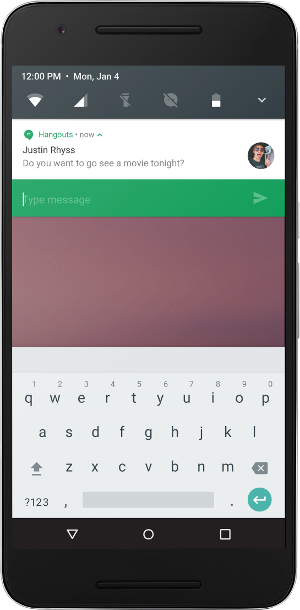 12:00 PM • Mon, Jan 4
Hangouts • now
Justin Rhyss
Do you want to go see a movie tonight?
Type message
1 2 3 4 5 6 7 8 9 0
q w e r t y u i o p
a s d f g h j k l
z x c v b n m
?123 , .